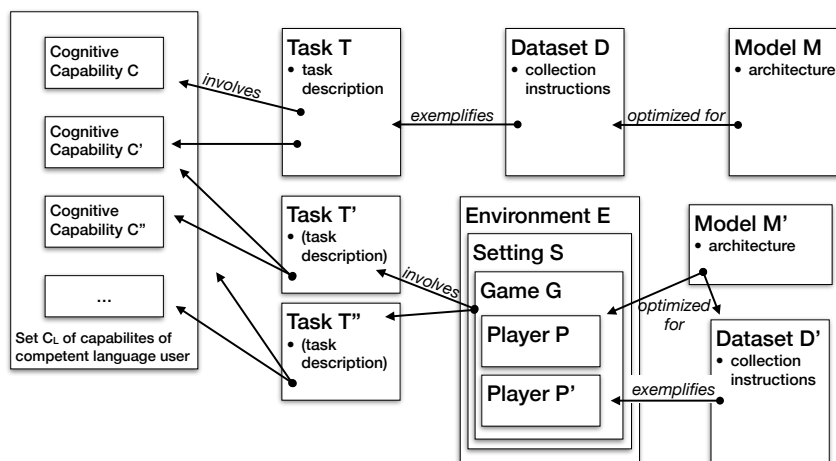 Cognitive
Capability C
Cognitive
Capability C'
Cognitive
Capability C"
...
Set CL of capabilites of
competent language user
involves
Task T
• task
description
exemplifies
Dataset D
• collection
instructions
optimized for
Model M
• architecture
Task T'
• (task
description)
Task T"
• (task
description)
involves
Environment E
Setting S
Game G
Player P
Player P'
Model M'
• architecture
optimized
for
Dataset D'
• collection
instructions
exemplifies